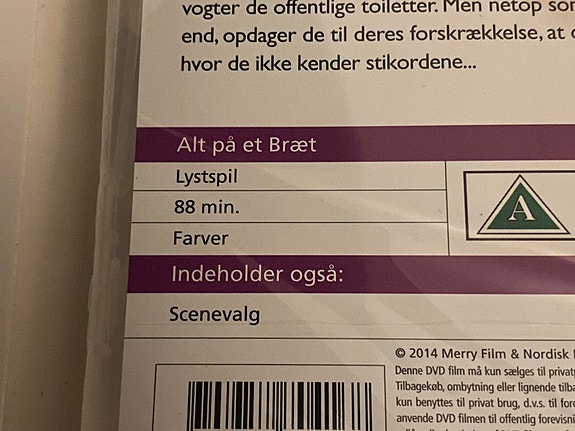 vogter de offentlige toiletter. Men netop som
end, opdager de til deres forskrækkelse, at
hvor de ikke kender stikordene...
Alt på et Bræt
Lystspil
88 min.
A
Farver
Indeholder også:
Scenevalg
© 2014 Merry Film & Nordisk
Denne DVD film må kun sælges til
Tilbagekøb, ombytning eller lignende
kun benyttes til privat brug, d.v.s. til
anvende DVD filmen til offentlig